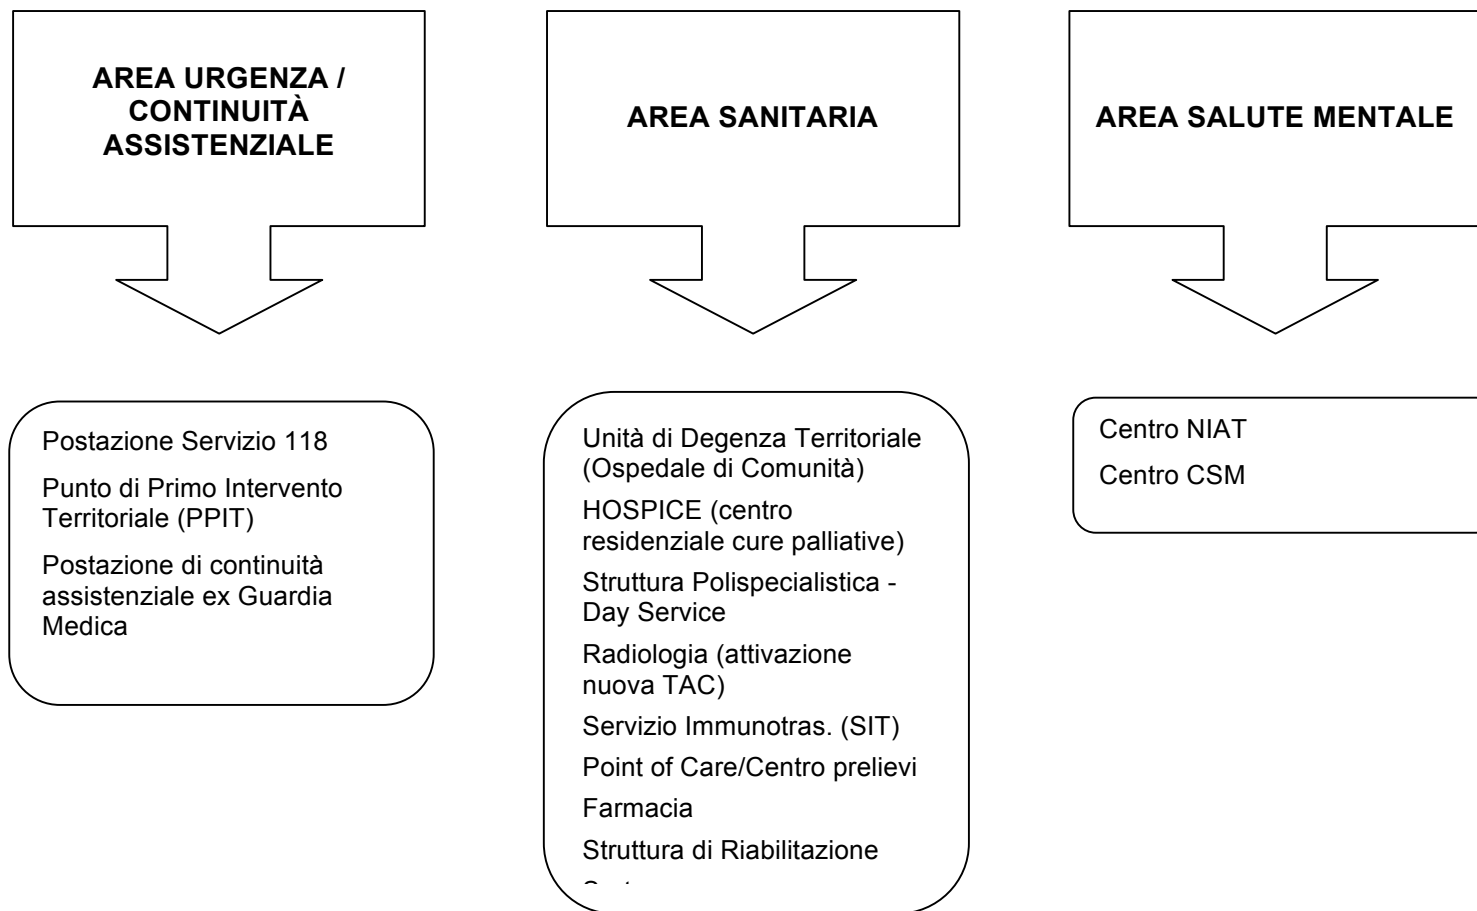 AREA URGENZA /
CONTINUITÀ
ASSISTENZIALE
AREA SANITARIA
AREA SALUTE MENTALE
Postazione Servizio 118
Punto di Primo Intervento
Territoriale (PPIT)
Postazione di continuità
assistenziale ex Guardia
Medica
Unità di Degenza Territoriale
(Ospedale di Comunità)
HOSPICE (centro
residenziale cure palliative)
Struttura Polispecialistica -
Day Service
Radiologia (attivazione
nuova TAC)
Servizio Immunotras. (SIT)
Point of Care/Centro prelievi
Farmacia
Struttura di Riabilitazione
Centro NIAT
Centro CSM